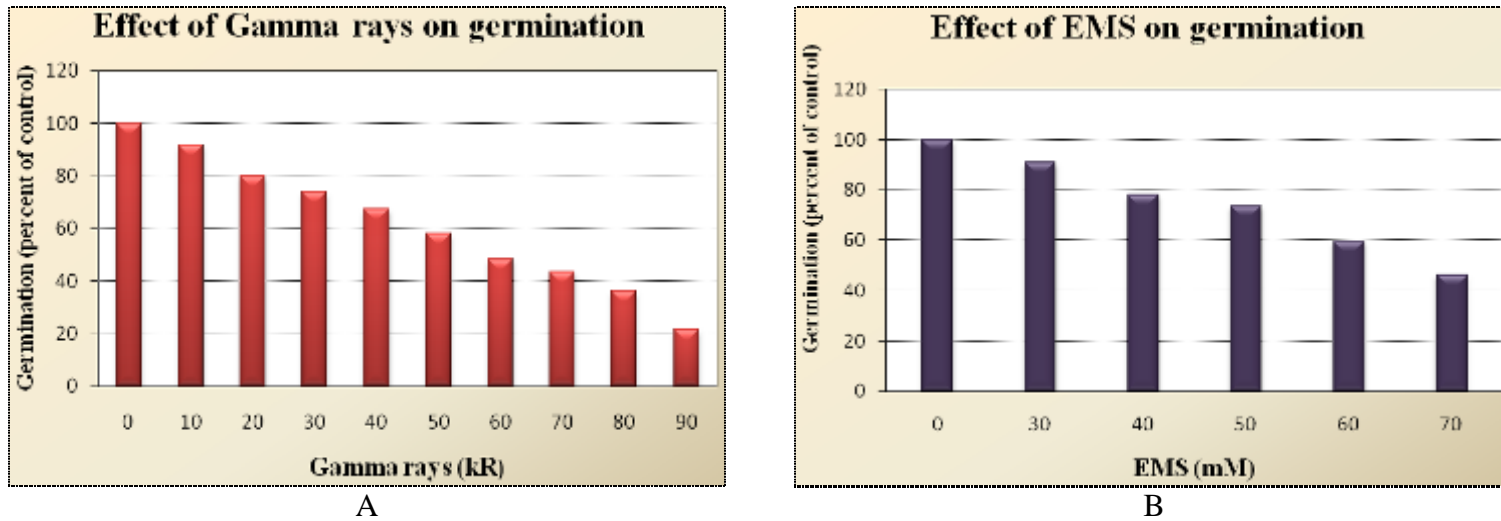 Effect of Gamma rays on germination
Germination (percent of control)
120
100
80
60
40
20
0
0 10 20 30 40 50 60 70 80 90
Gamma rays (kR)
A
Effect of EMS on germination
Germination (percent of control)
120
100
80
60
40
20
0
0 30 40 50 60 70
EMS (mM)
B